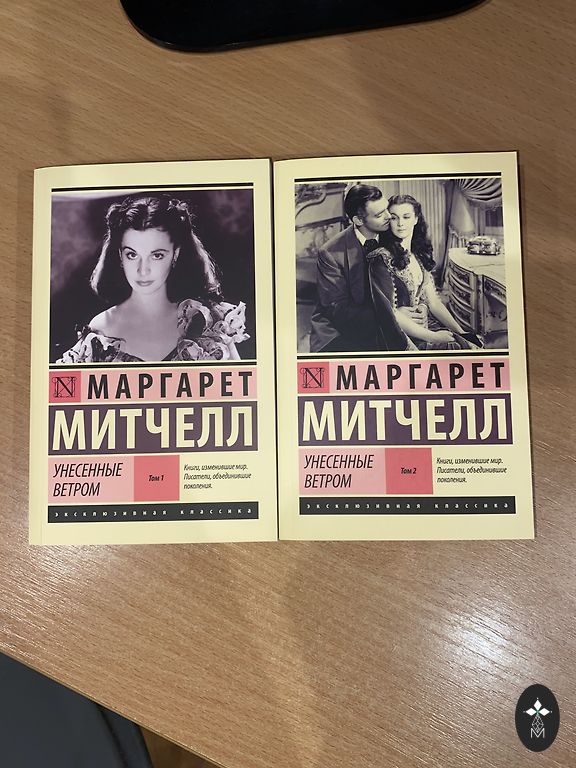 N МАРГАРЕТ
МИТЧЕЛЛ
УНЕСЕННЫЕ
ВЕТРОМ
Том 1
Книги, изменившие мир.
Писатели, объединившие
поколения.
эксклюзивная классика
N МАРГАРЕТ
МИТЧЕЛЛ
УНЕСЕННЫЕ
ВЕТРОМ
Том 2
Книги, изменившие мир.
Писатели, объединившие
поколения.
эксклюзивная классика
M